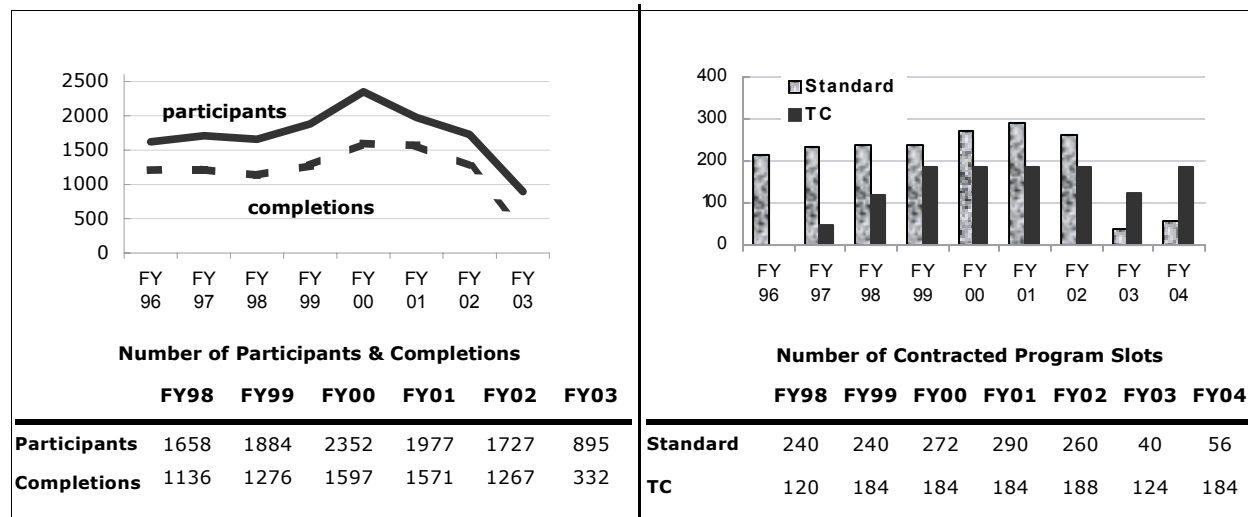 2500
2000
1500
1000
500
0
participants
completions
FY FY FY FY FY FY FY FY
96 97 98 99 00 01 02 03
Number of Participants & Completions
FY98 FY99 FY00 FY01 FY02 FY03
Participants 1658 1884 2352 1977 1727 895
Completions 1136 1276 1597 1571 1267 332
400
300
200
100
0
Standard
TC
FY FY FY FY FY FY FY FY FY
96 97 98 99 00 01 02 03 04
Number of Contracted Program Slots
FY98 FY99 FY00 FY01 FY02 FY03 FY04
Standard 240 240 272 290 260 40 56
TC 120 184 184 184 188 124 184